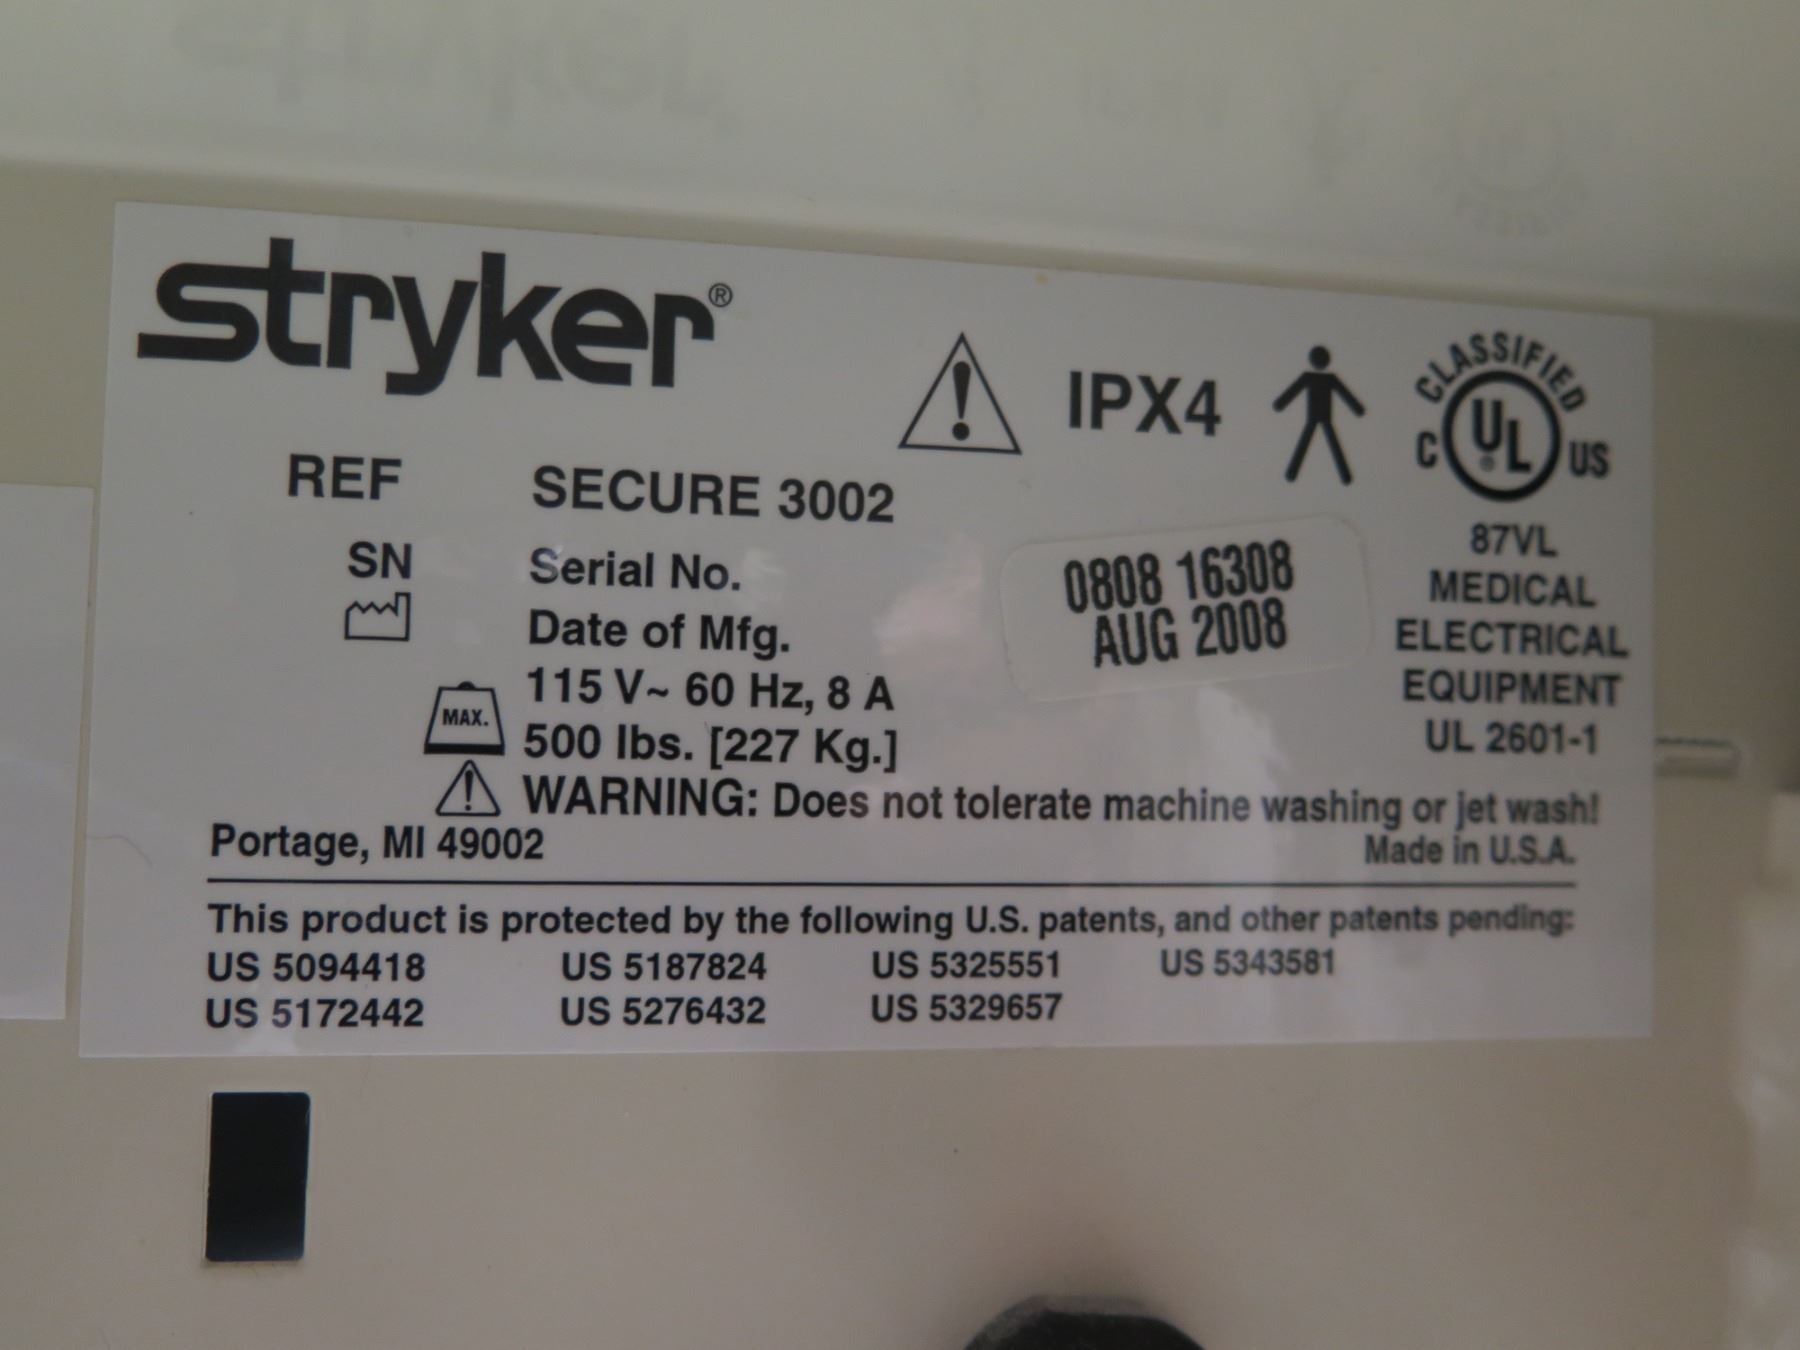 stryker®
IPX4
CLASSIFIED
C UL® US
REF SECURE 3002
87VL
MEDICAL
ELECTRICAL
EQUIPMENT
UL 2601-1
SN Serial No. 0808 16308
Date of Mfg. AUG 2008
115 V~ 60 Hz, 8 A
MAX. 500 lbs. [227 Kg.]
WARNING: Does not tolerate machine washing or jet wash!
Portage, MI 49002 Made in U.S.A.
This product is protected by the following U.S. patents, and other patents pending:
US 5094418 US 5187824 US 5325551 US 5343581
US 5172442 US 5276432 US 5329657